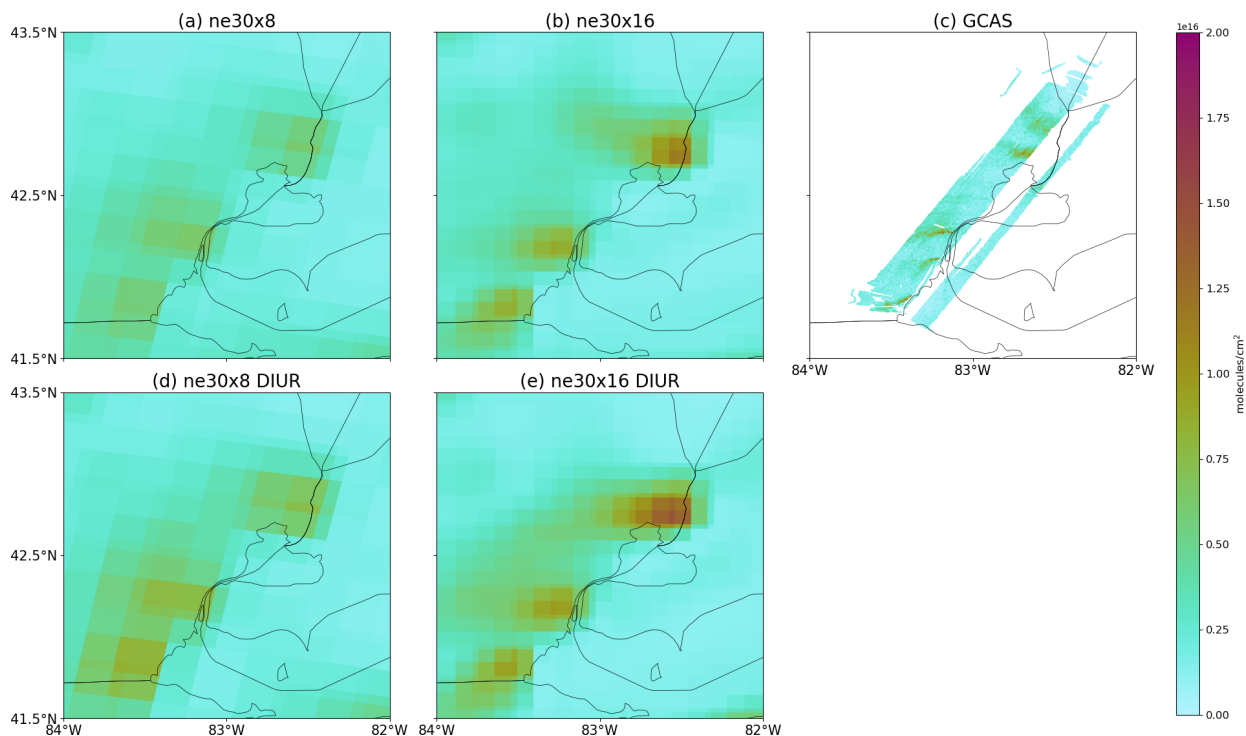 (a) ne30x8
(b) ne30x16
(c) GCAS
43.5°N
42.5°N
41.5°N
84°W
83°W
82°W
(d) ne30x8 DIUR
(e) ne30x16 DIUR
43.5°N
42.5°N
41.5°N
84°W
83°W
82°W
84°W
83°W
82°W
1e16
2.00
1.75
1.50
1.25
1.00
0.75
0.50
0.25
0.00
molecules/cm²